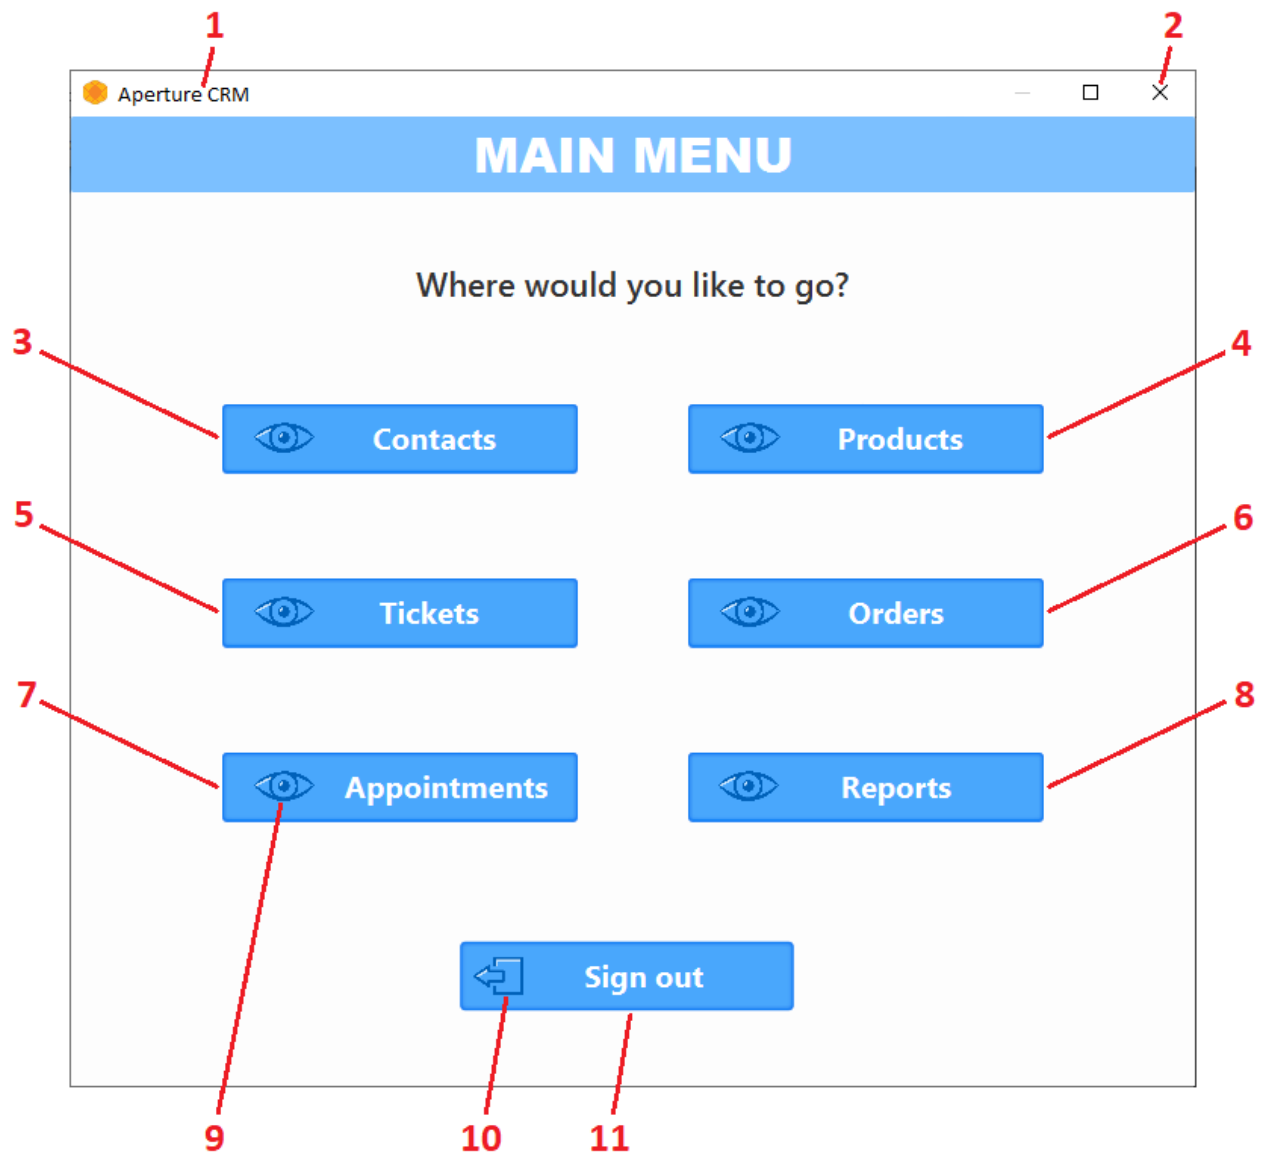 1 2
Aperture CRM
MAIN MENU
Where would you like to go?
3 4
Contacts Products
5 6
Tickets Orders
7 8
Appointments Reports
Sign out
9 10 11